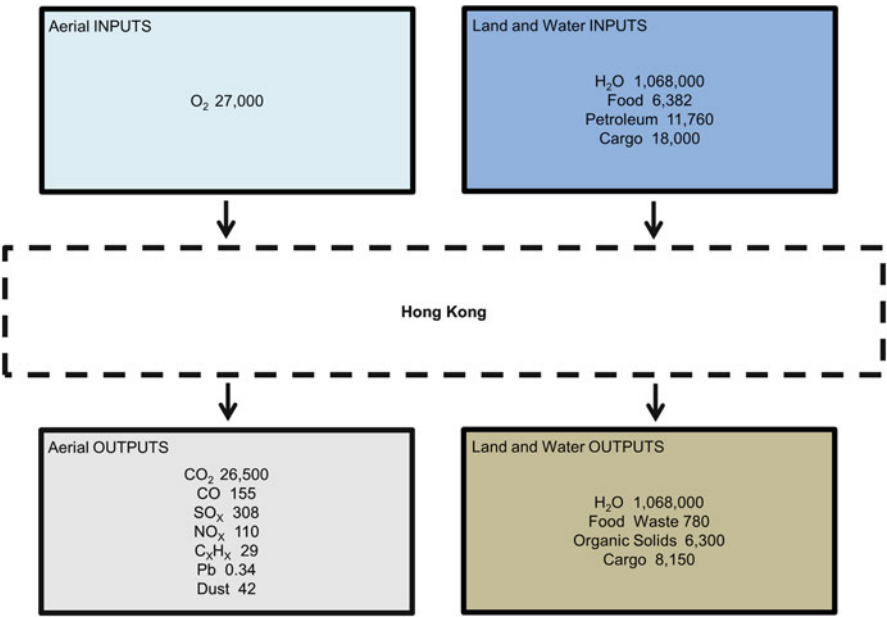 Aerial INPUTS
O₂ 27,000
Land and Water INPUTS
H₂O 1,068,000
Food 6,382
Petroleum 11,760
Cargo 18,000
Hong Kong
Aerial OUTPUTS
CO₂ 26,500
CO 155
SOX 308
NOX 110
CXHX 29
Pb 0.34
Dust 42
Land and Water OUTPUTS
H₂O 1,068,000
Food Waste 780
Organic Solids 6,300
Cargo 8,150